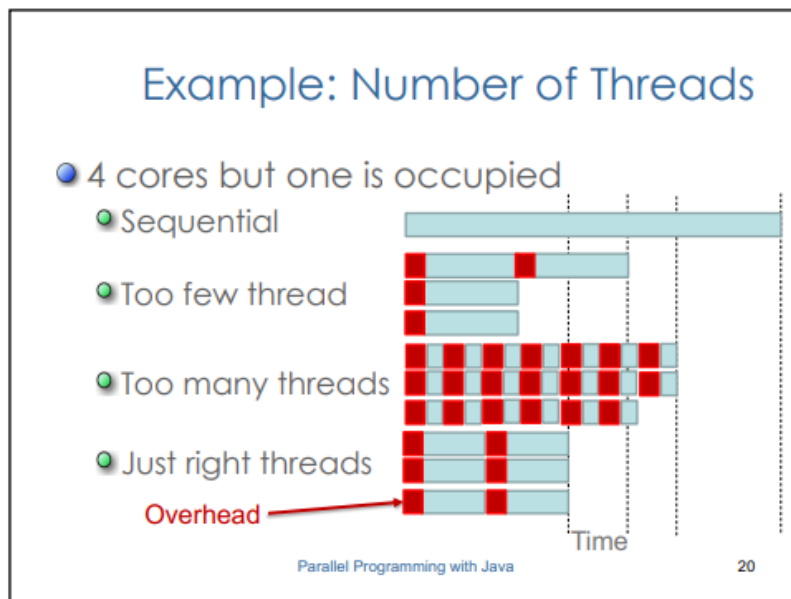 Example: Number of Threads
4 cores but one is occupied
Sequential
Too few thread
Too many threads
Just right threads
Overhead
Time
Parallel Programming with Java
20